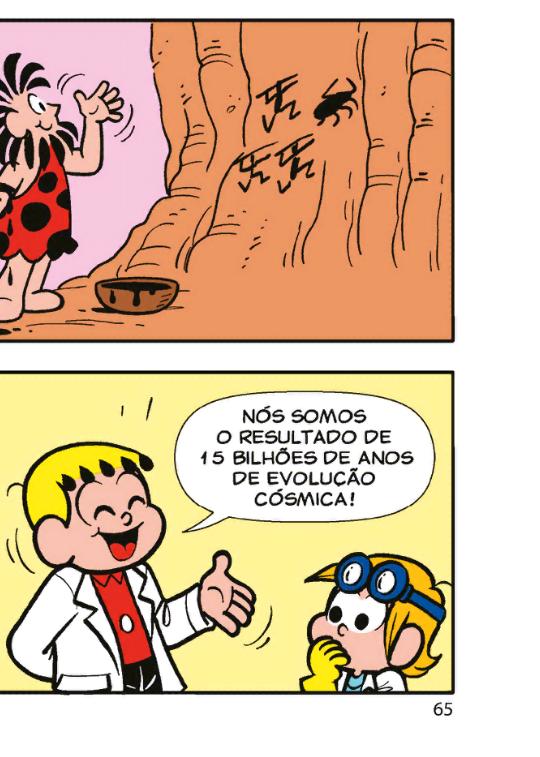 NÓS SOMOS
O RESULTADO DE
15 BILHÕES DE ANOS
DE EVOLUÇÃO
CÓSMICA!
65